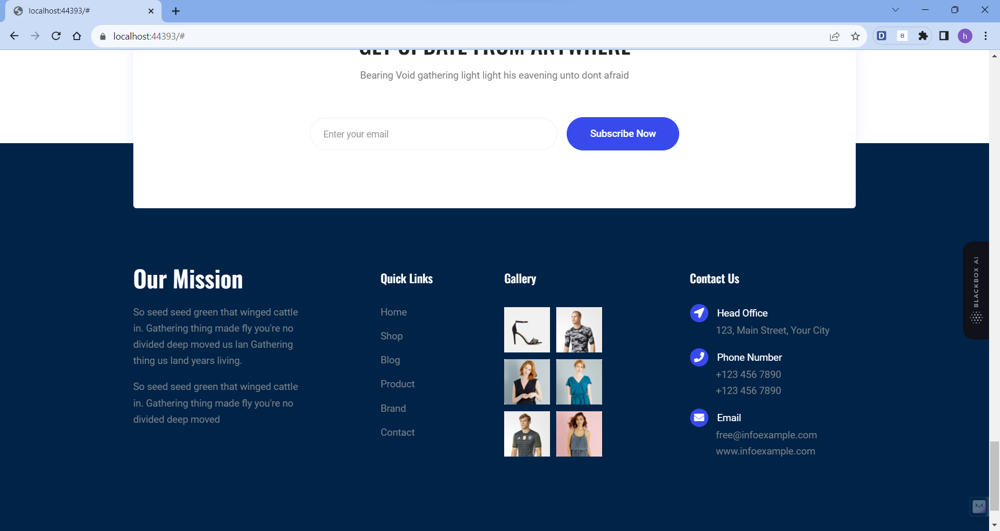 localhost:44393/#
localhost:44393/#
D
B
h
GET UPDATE FROM ANYWHERE
Bearing Void gathering light light his eavening unto dont afraid
Enter your email
Subscribe Now
Our Mission
So seed seed green that winged cattle
in. Gathering thing made fly you're no
divided deep moved us lan Gathering
thing us land years living.
So seed seed green that winged cattle
in. Gathering thing made fly you're no
divided deep moved
Quick Links
Home
Shop
Blog
Product
Brand
Contact
Gallery
Contact Us
Head Office
123, Main Street, Your City
Phone Number
+123 456 7890
+123 456 7890
Email
free@infoexample.com
www.infoexample.com
BLACKBOX AI